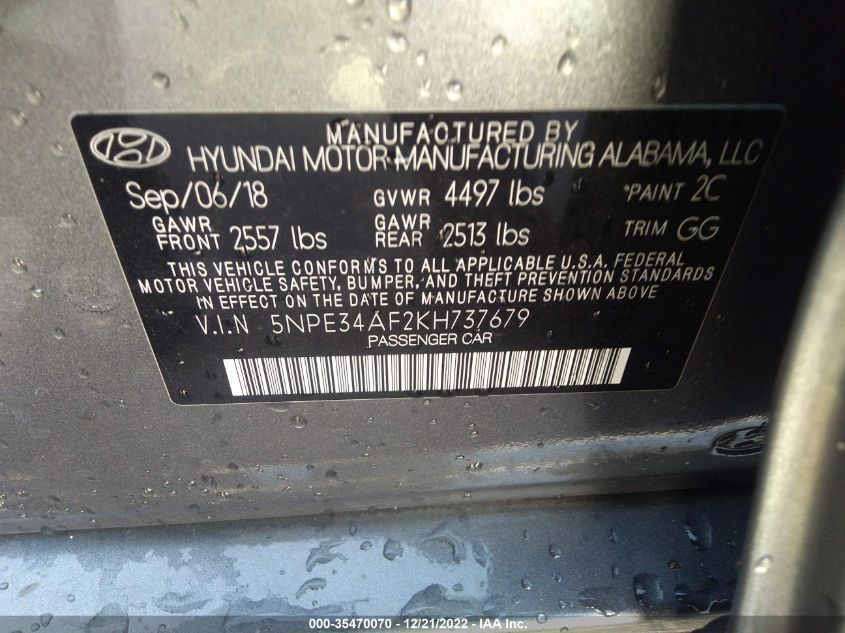 MANUFACTURED BY
HYUNDAI MOTOR MANUFACTURING ALABAMA, LLC
Sep/06/18 GVWR 4497 lbs *PAINT 2C
GAWR FRONT 2557 lbs GAWR REAR 2513 lbs TRIM GG
THIS VEHICLE CONFORMS TO ALL APPLICABLE U.S.A. FEDERAL
MOTOR VEHICLE SAFETY, BUMPER, AND THEFT PREVENTION STANDARDS
IN EFFECT ON THE DATE OF MANUFACTURE SHOWN ABOVE
V.I.N 5NPE34AF2KH737679
PASSENGER CAR
000-35470070 - 12/21/2022 - IAA Inc.